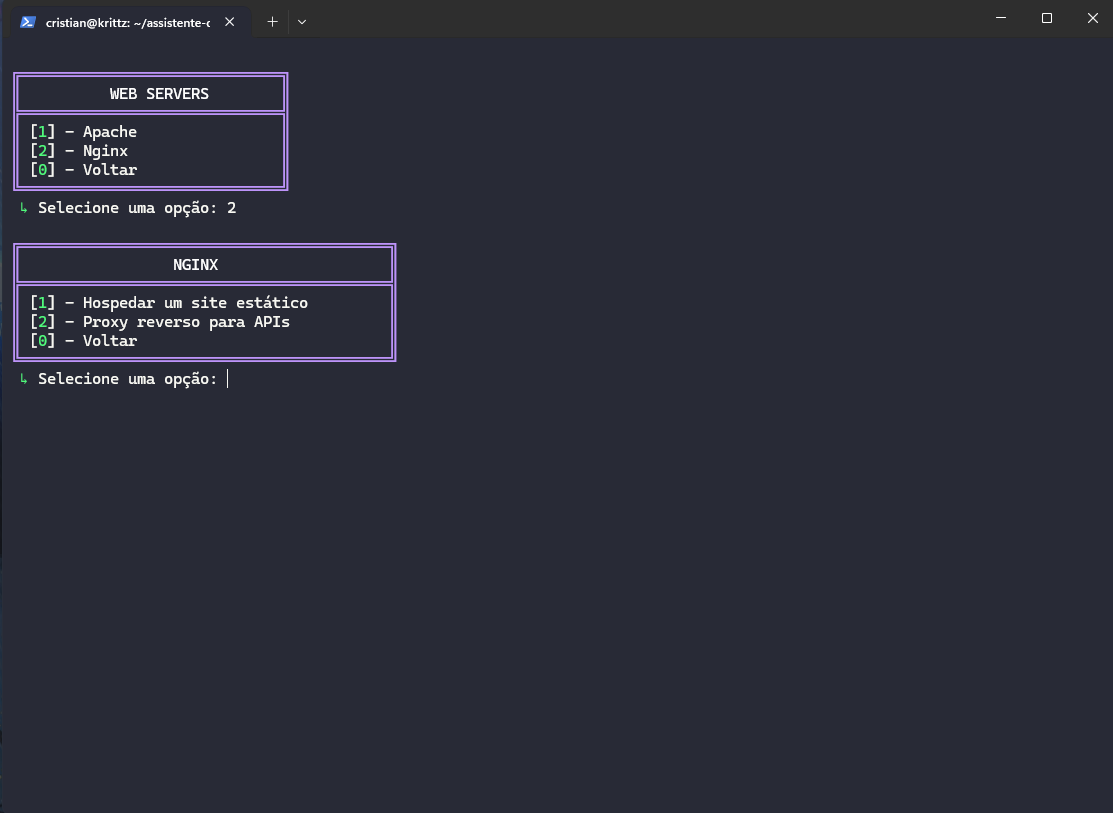 cristian@krittz: ~/assistente-c
WEB SERVERS
[1] - Apache
[2] - Nginx
[0] - Voltar
↳ Selecione uma opção: 2
NGINX
[1] - Hospedar um site estático
[2] - Proxy reverso para APIs
[0] - Voltar
↳ Selecione uma opção: